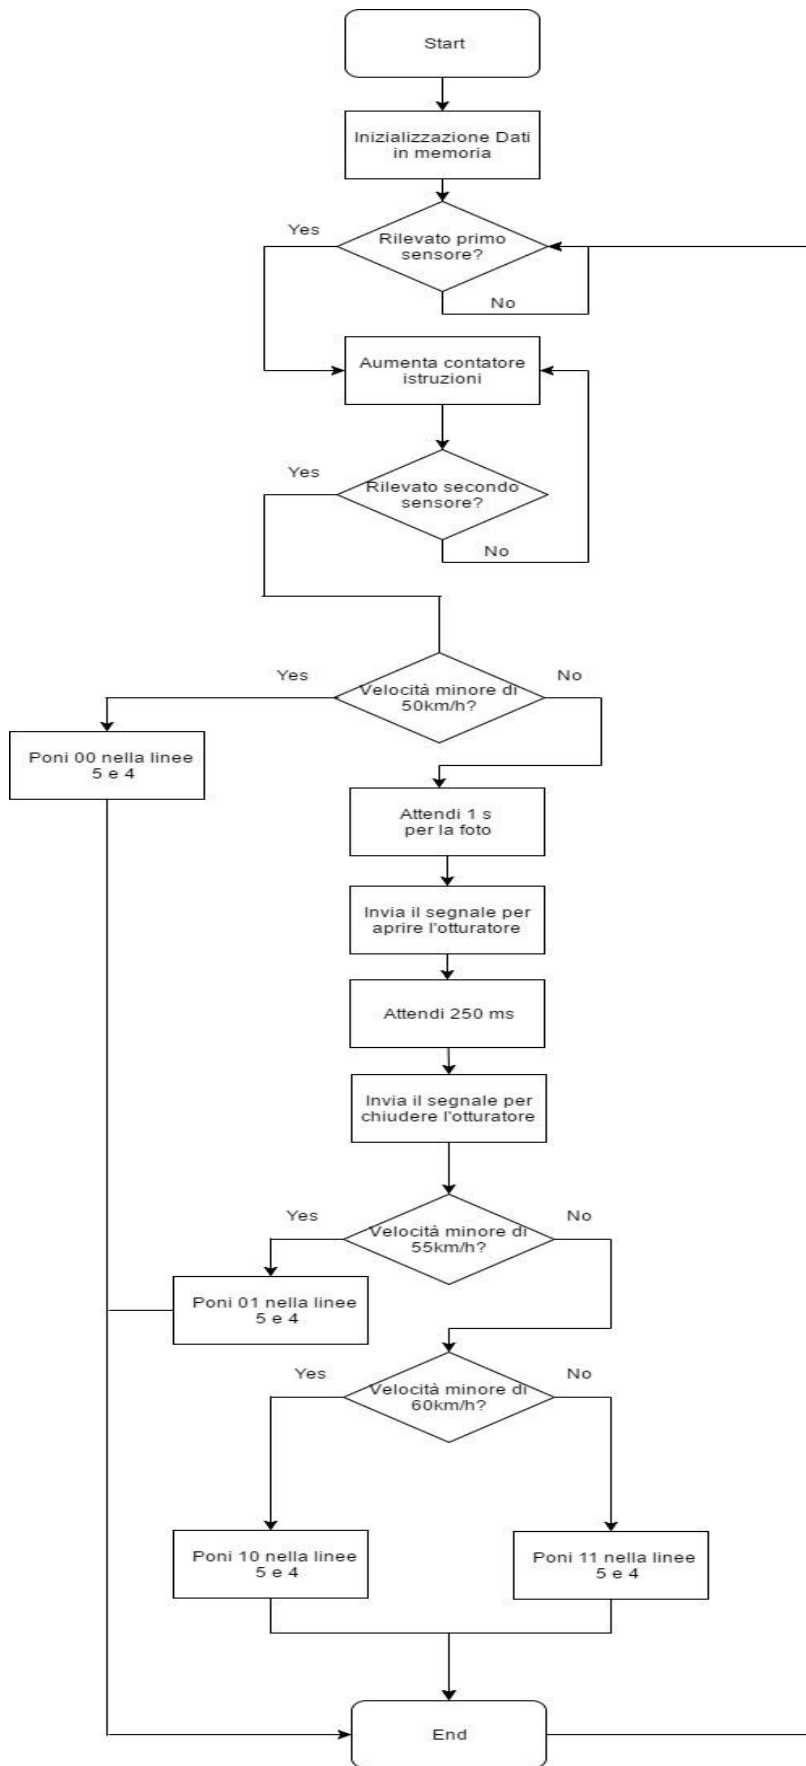 Start
Inizializzazione Dati
in memoria
Yes
Rilevato primo
sensore?
No
Aumenta contatore
istruzioni
Yes
Rilevato secondo
sensore?
No
Yes
Velocità minore di
50km/h?
No
Poni 00 nella linee
5 e 4
Attendi 1 s
per la foto
Invia il segnale per
aprire l'otturatore
Attendi 250 ms
Invia il segnale per
chiudere l'otturatore
Yes
Velocità minore di
55km/h?
No
Poni 01 nella linee
5 e 4
Yes
Velocità minore di
60km/h?
No
Poni 10 nella linee
5 e 4
Poni 11 nella linee
5 e 4
End